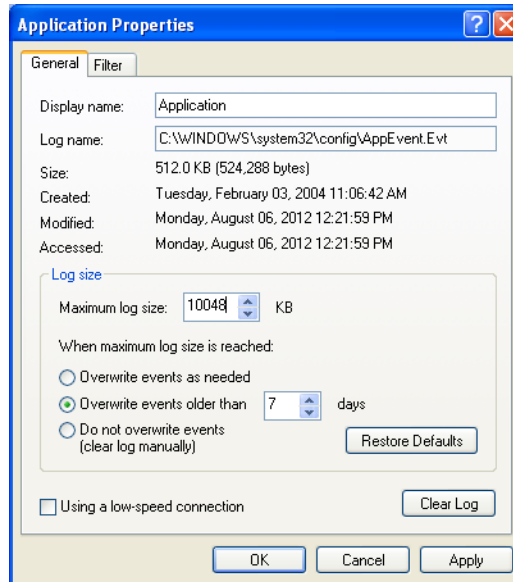 Application Properties
General Filter
Display name: Application
Log name: C:\WINDOWS\system32\config\AppEvent.Evt
Size: 512.0 KB (524,288 bytes)
Created: Tuesday, February 03, 2004 11:06:42 AM
Modified: Monday, August 06, 2012 12:21:59 PM
Accessed: Monday, August 06, 2012 12:21:59 PM
Log size
Maximum log size: 10048 KB
When maximum log size is reached:
Overwrite events as needed
Overwrite events older than 7 days
Do not overwrite events
(clear log manually)
Restore Defaults
Using a low-speed connection
Clear Log
OK Cancel Apply